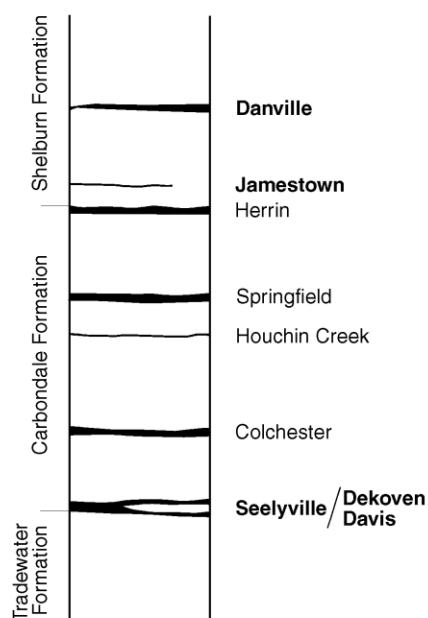 Shelburn Formation
Carbondale Formation
Tradewater
Formation
Danville
Jamestown
Herrin
Springfield
Houchin Creek
Colchester
Seelyville / Dekoven
Davis